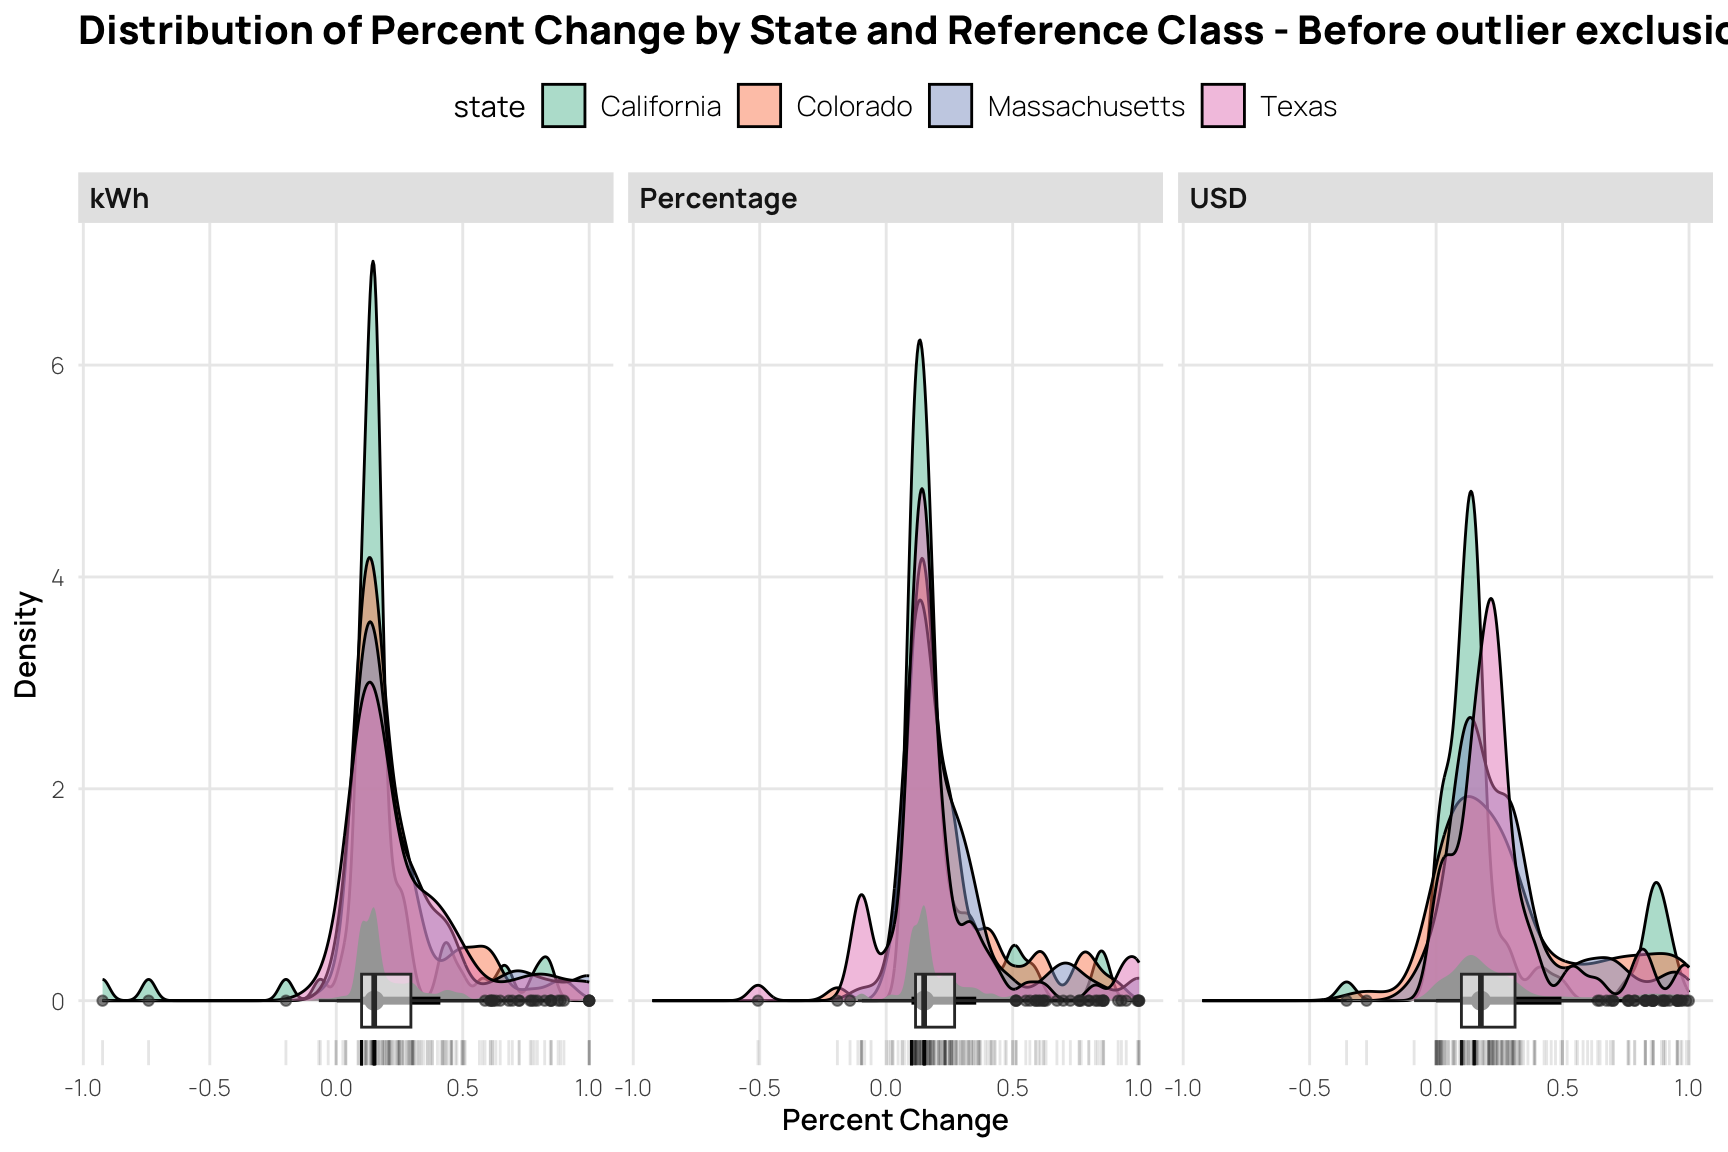 Distribution of Percent Change by State and Reference Class - Before outlier exclusio
state California Colorado Massachusetts Texas
kWh Percentage USD
6
4
2
0
Density
-1.0 -0.5 0.0 0.5 1.0 -1.0 -0.5 0.0 0.5 1.0 -1.0 -0.5 0.0 0.5 1.0
Percent Change